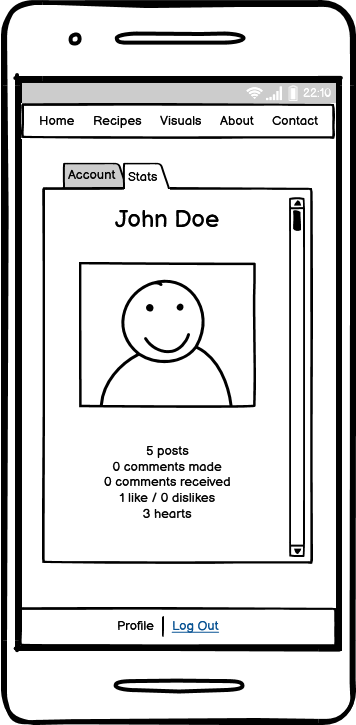 22:10
Home Recipes Visuals About Contact
Account Stats
John Doe
5 posts
0 comments made
0 comments received
1 like / 0 dislikes
3 hearts
Profile Log Out